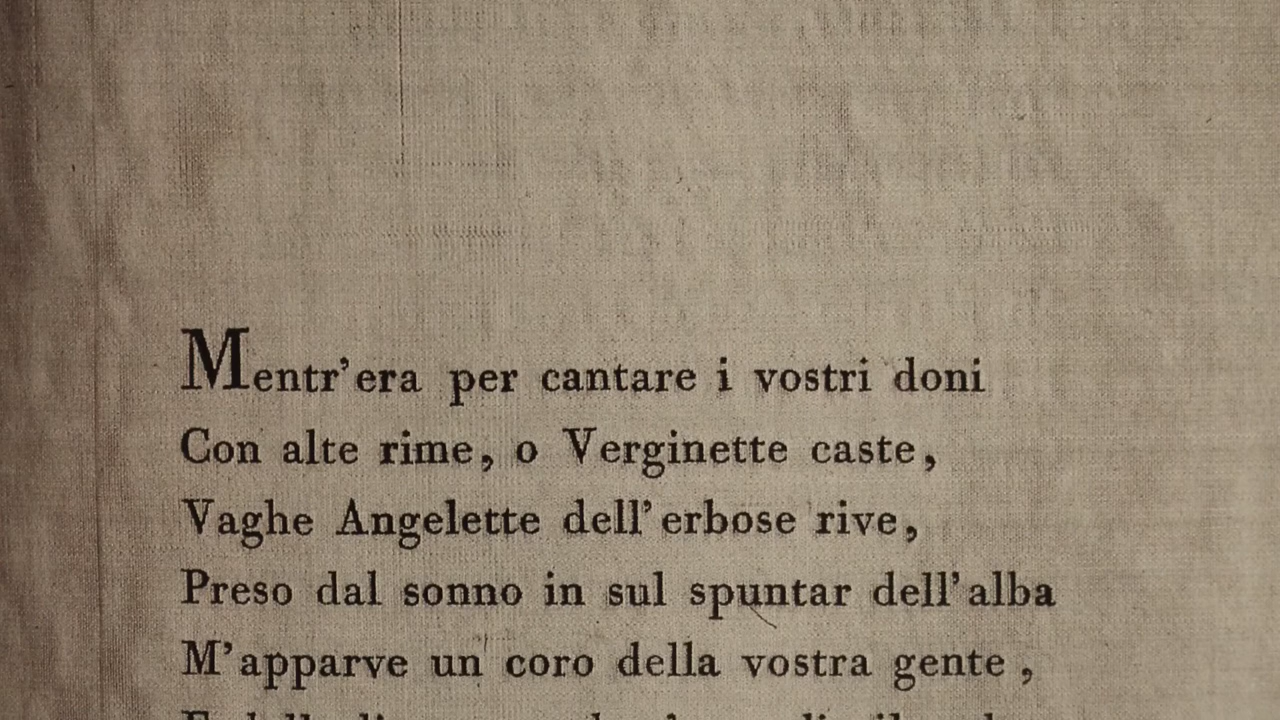 Mentr'era per cantare i vostri doni
Con alte rime, o Verginette caste,
Vaghe Angelette dell'erbose rive,
Preso dal sonno in sul spuntar dell'alba
M'apparve un coro della vostra gente,